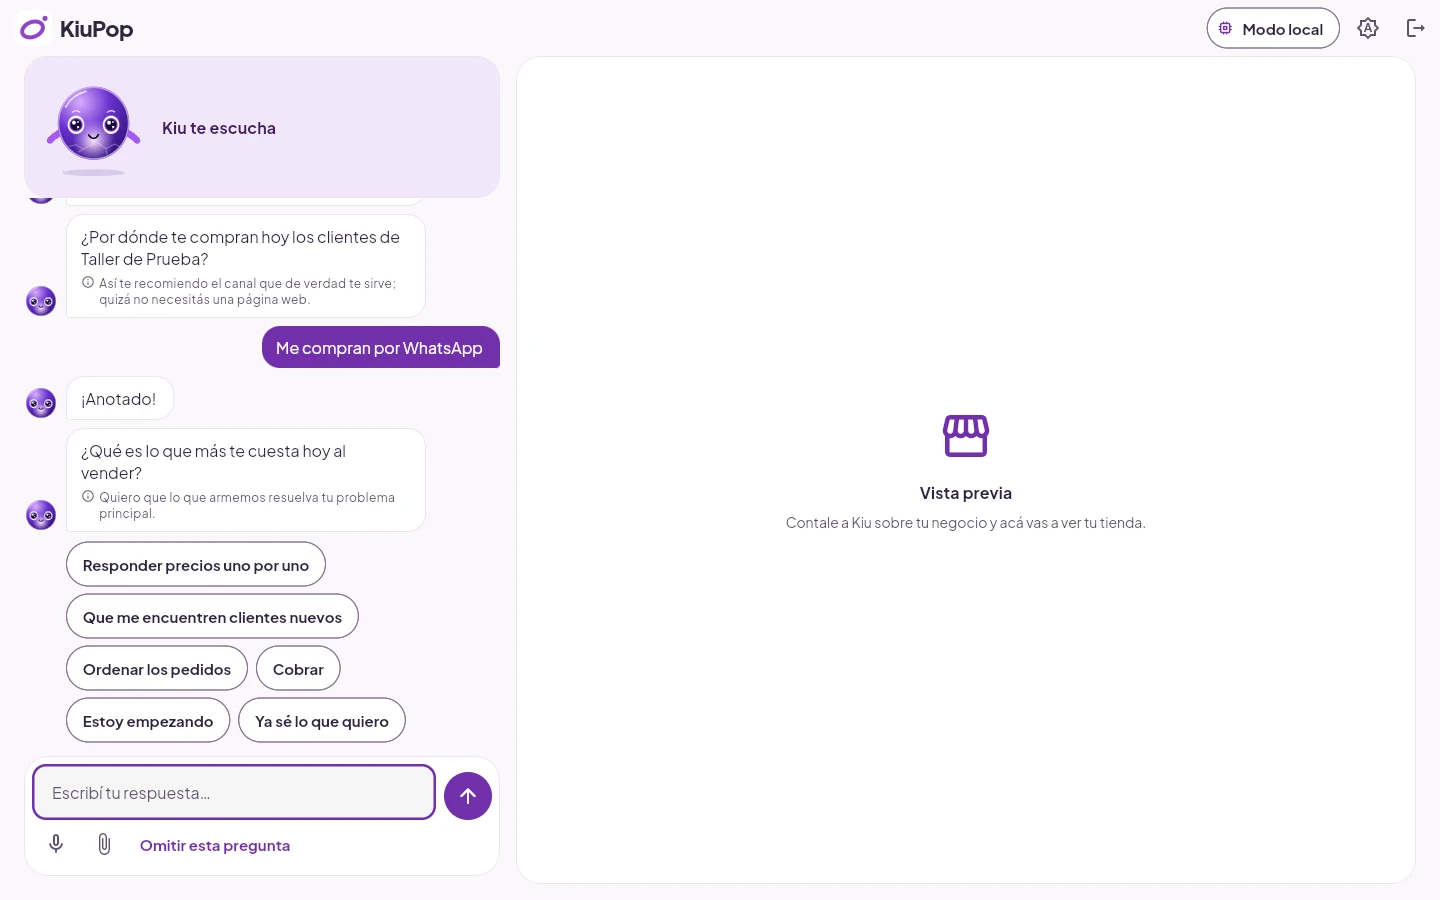 KiuPop
Modo local
Kiu te escucha
¿Por dónde te compran hoy los clientes de
Taller de Prueba?
Así te recomiendo el canal que de verdad te sirve;
quizá no necesitás una página web.
Me compran por WhatsApp
¡Anotado!
¿Qué es lo que más te cuesta hoy al
vender?
Quiero que lo que armemos resuelva tu problema
principal.
Responder precios uno por uno
Que me encuentren clientes nuevos
Ordenar los pedidos
Cobrar
Estoy empezando
Ya sé lo que quiero
Escribí tu respuesta...
Omitir esta pregunta
Vista previa
Contale a Kiu sobre tu negocio y acá vas a ver tu tienda.